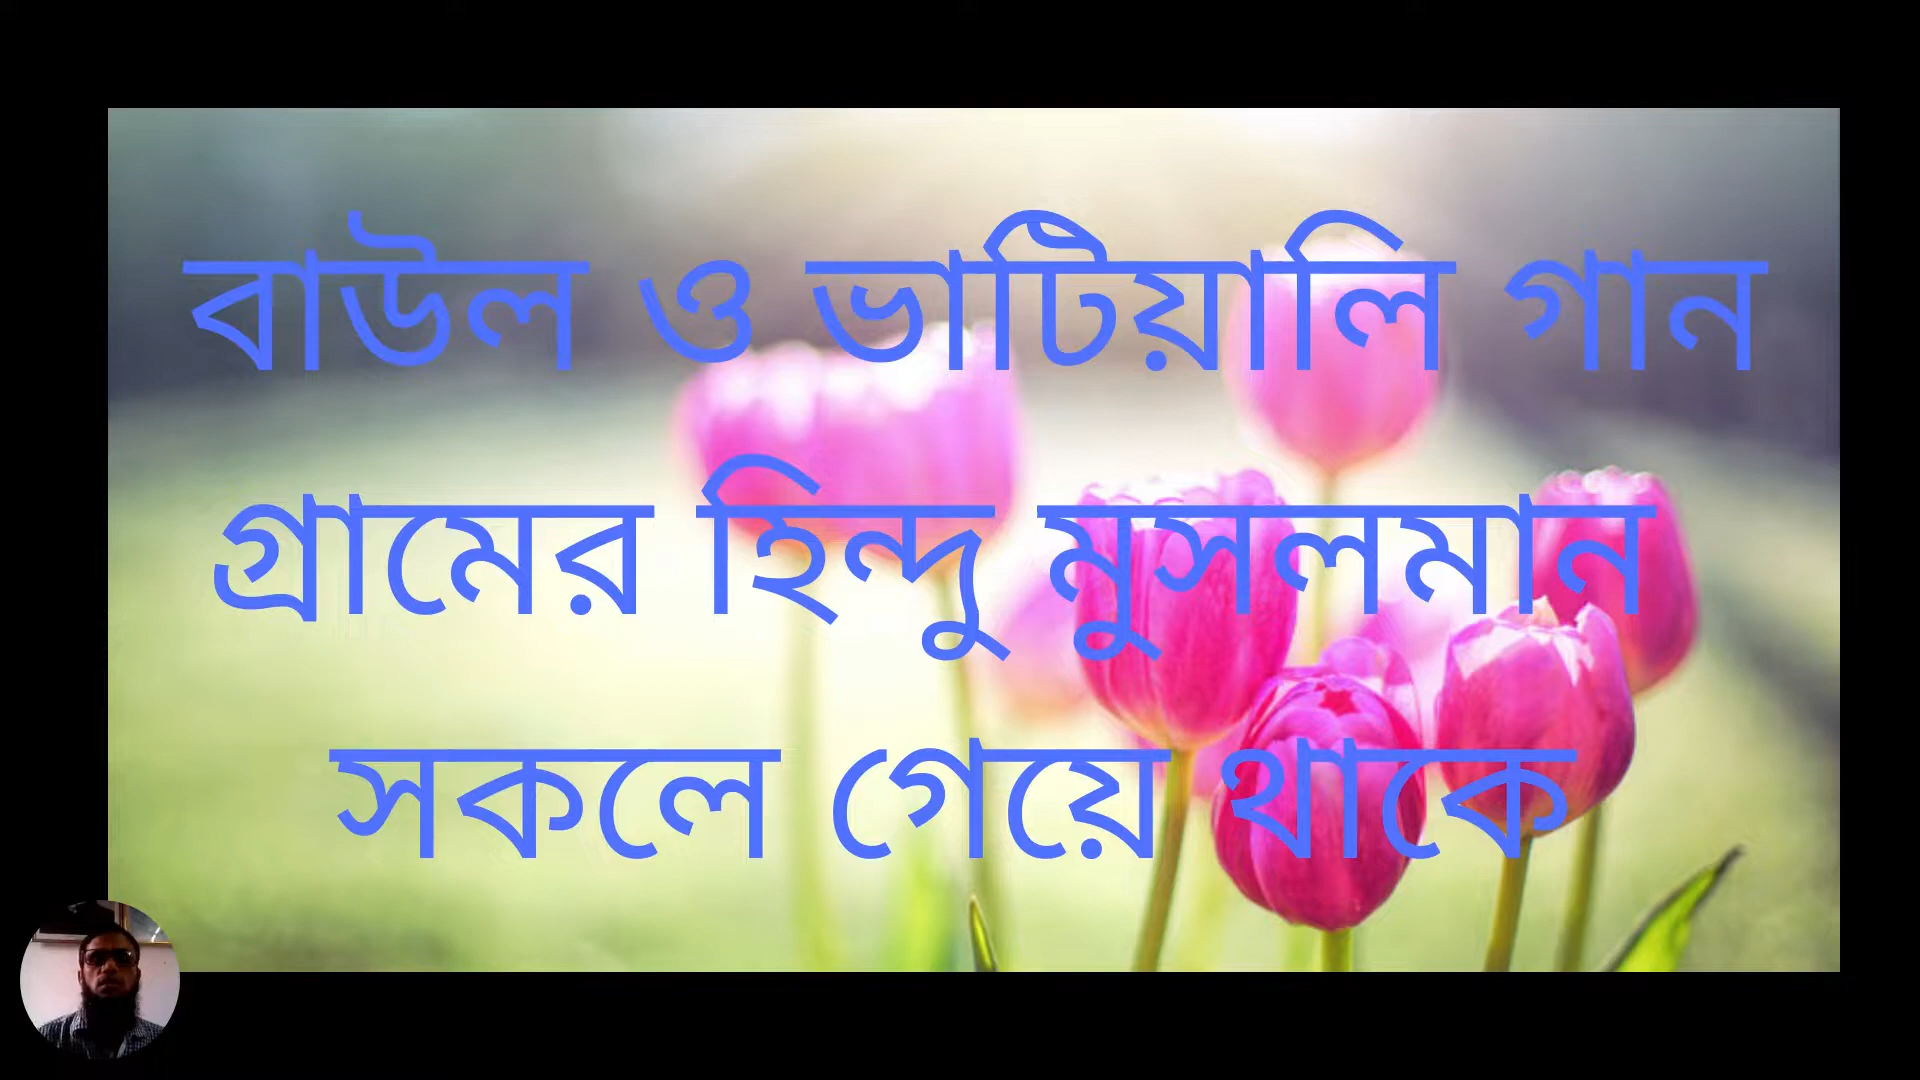 বাউল ও ভাটিয়ালি গান
গ্রামের হিন্দু মুসলমান
সকলে গেয়ে থাকে